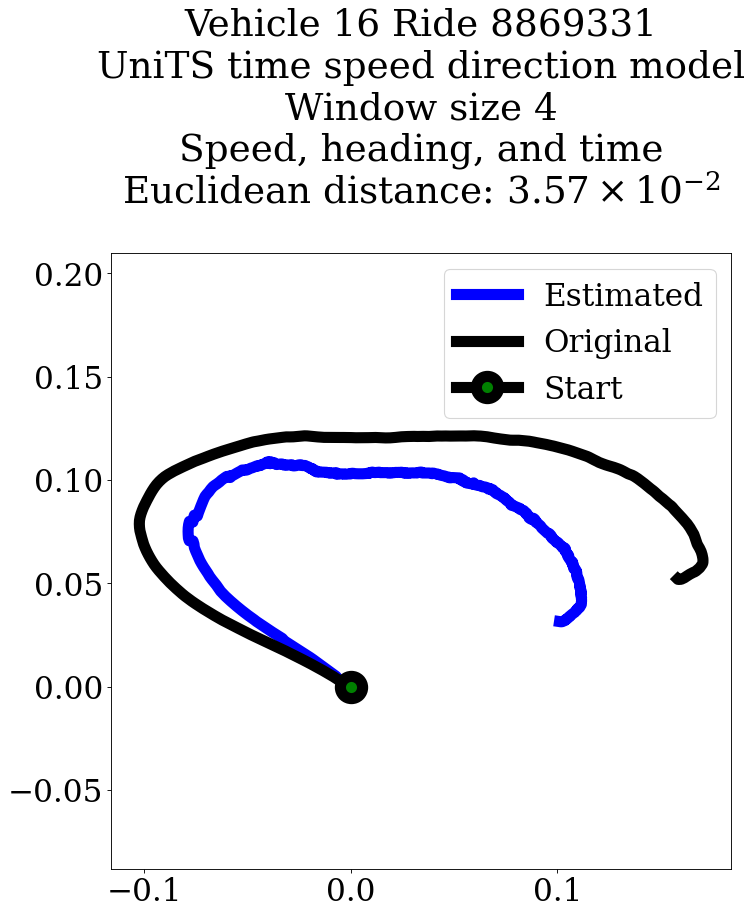 Vehicle 16 Ride 8869331
UniTS time speed direction model
Window size 4
Speed, heading, and time
Euclidean distance: 3.57 × 10⁻²
Estimated
Original
Start
0.20
0.15
0.10
0.05
0.00
−0.05
−0.1 0.0 0.1